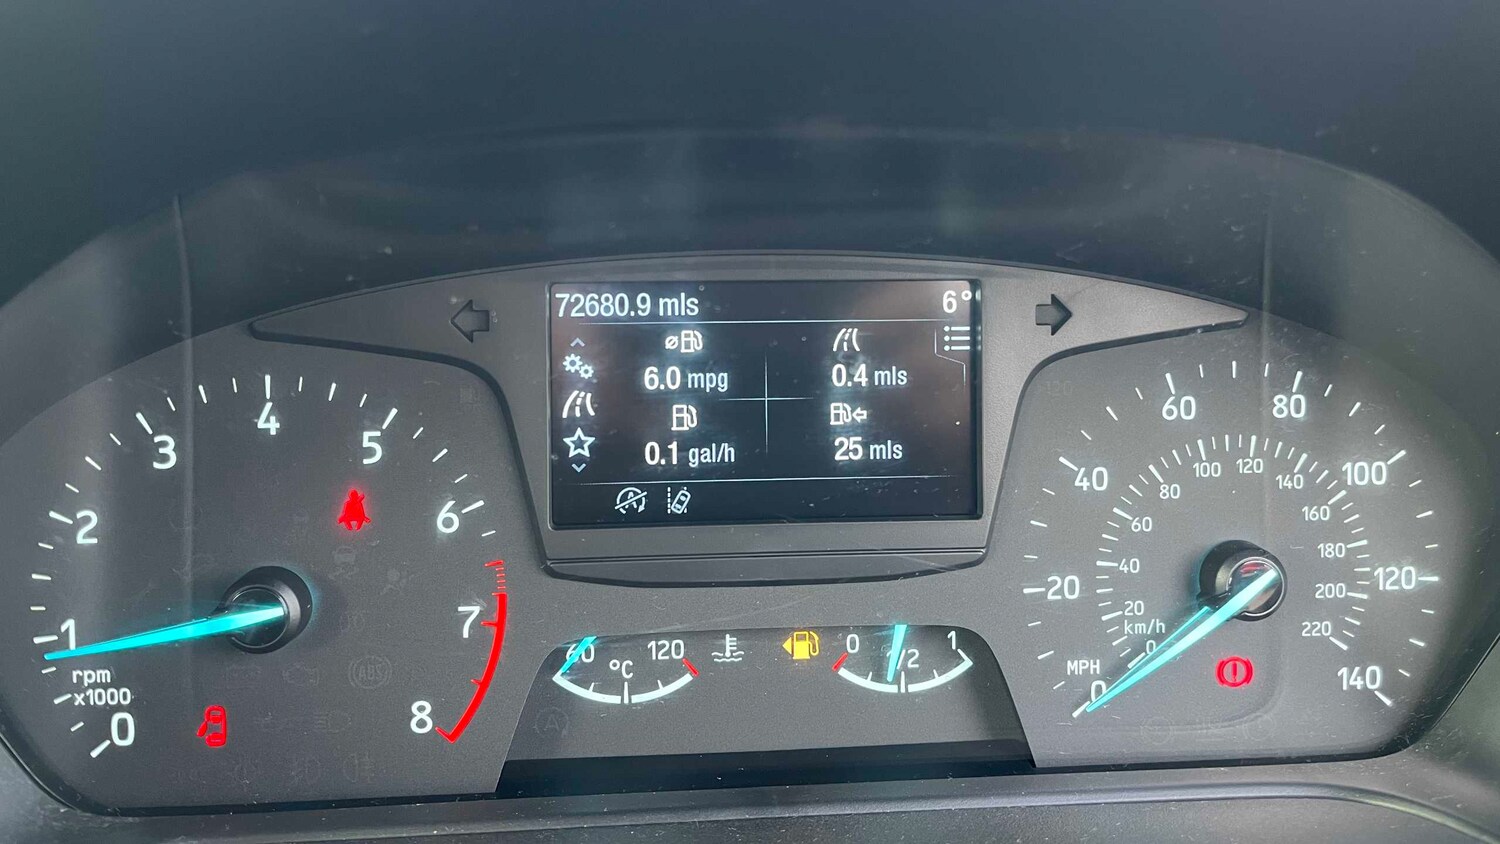 72680.9 mls 6°
6.0 mpg 0.4 mls
0.1 gal/h 25 mls
0 1 2 3 4 5 6 7 8
rpm
x1000
ABS
60 °C 120
0 1/2 1
0 20 40 60 80 100 120 140
MPH
0 20 40 60 80 100 120 140 160 180 200 220
km/h